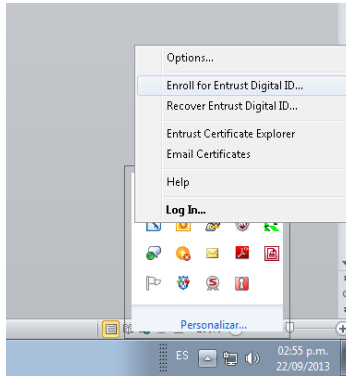 Options...
Enroll for Entrust Digital ID...
Recover Entrust Digital ID...
Entrust Certificate Explorer
Email Certificates
Help
Log In...
Personalizar...
ES
02:55 p.m.
22/09/2013